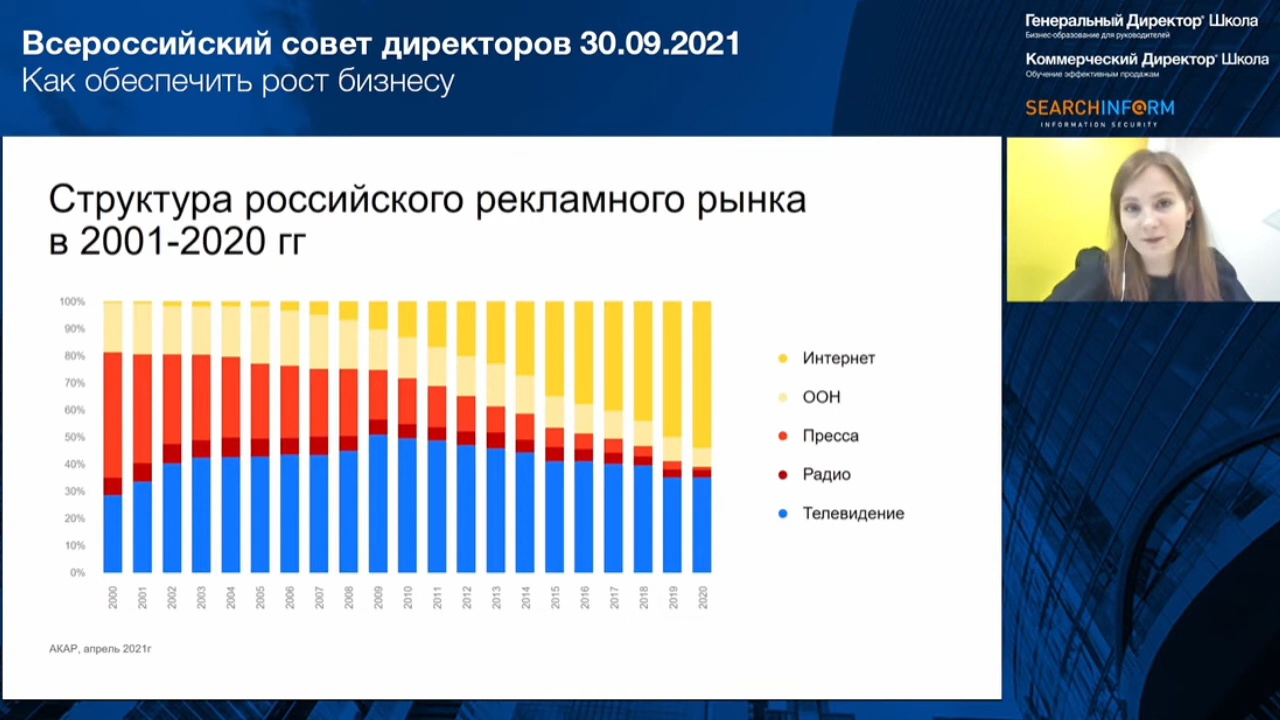 Всероссийский совет директоров 30.09.2021
Как обеспечить рост бизнесу
Генеральный Директор® Школа
Бизнес-образование для руководителей
Коммерческий Директор® Школа
Обучение эффективным продажам
SEARCHINF@RM
INFORMATION SECURITY
Структура российского рекламного рынка
в 2001-2020 гг
100%
90%
80%
70%
60%
50%
40%
30%
20%
10%
0%
2000 2001 2002 2003 2004 2005 2006 2007 2008 2009 2010 2011 2012 2013 2014 2015 2016 2017 2018 2019 2020
Интернет
ООН
Пресса
Радио
Телевидение
АКАР, апрель 2021г